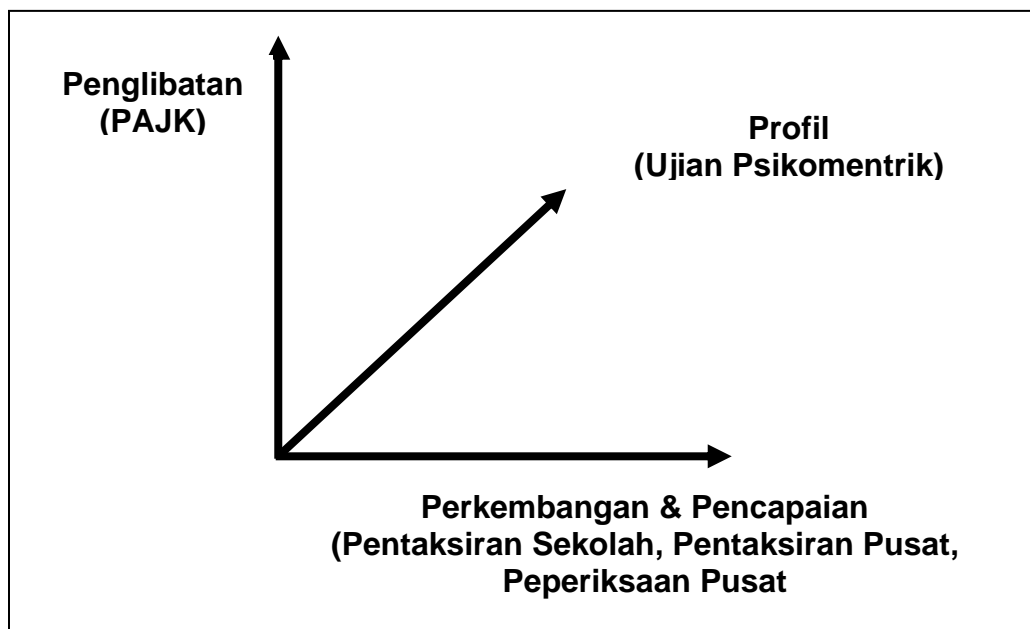 Penglibatan
(PAJK)
Profil
(Ujian Psikomentrik)
Perkembangan & Pencapaian
(Pentaksiran Sekolah, Pentaksiran Pusat,
Peperiksaan Pusat